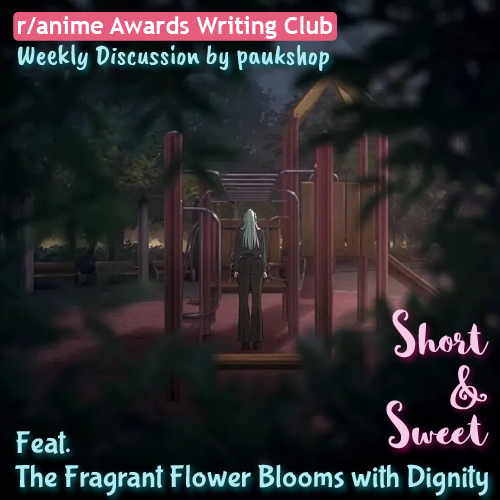 r/anime Awards Writing Club
Weekly Discussion by paukshop
Short
&
Sweet
Feat.
The Fragrant Flower Blooms with Dignity